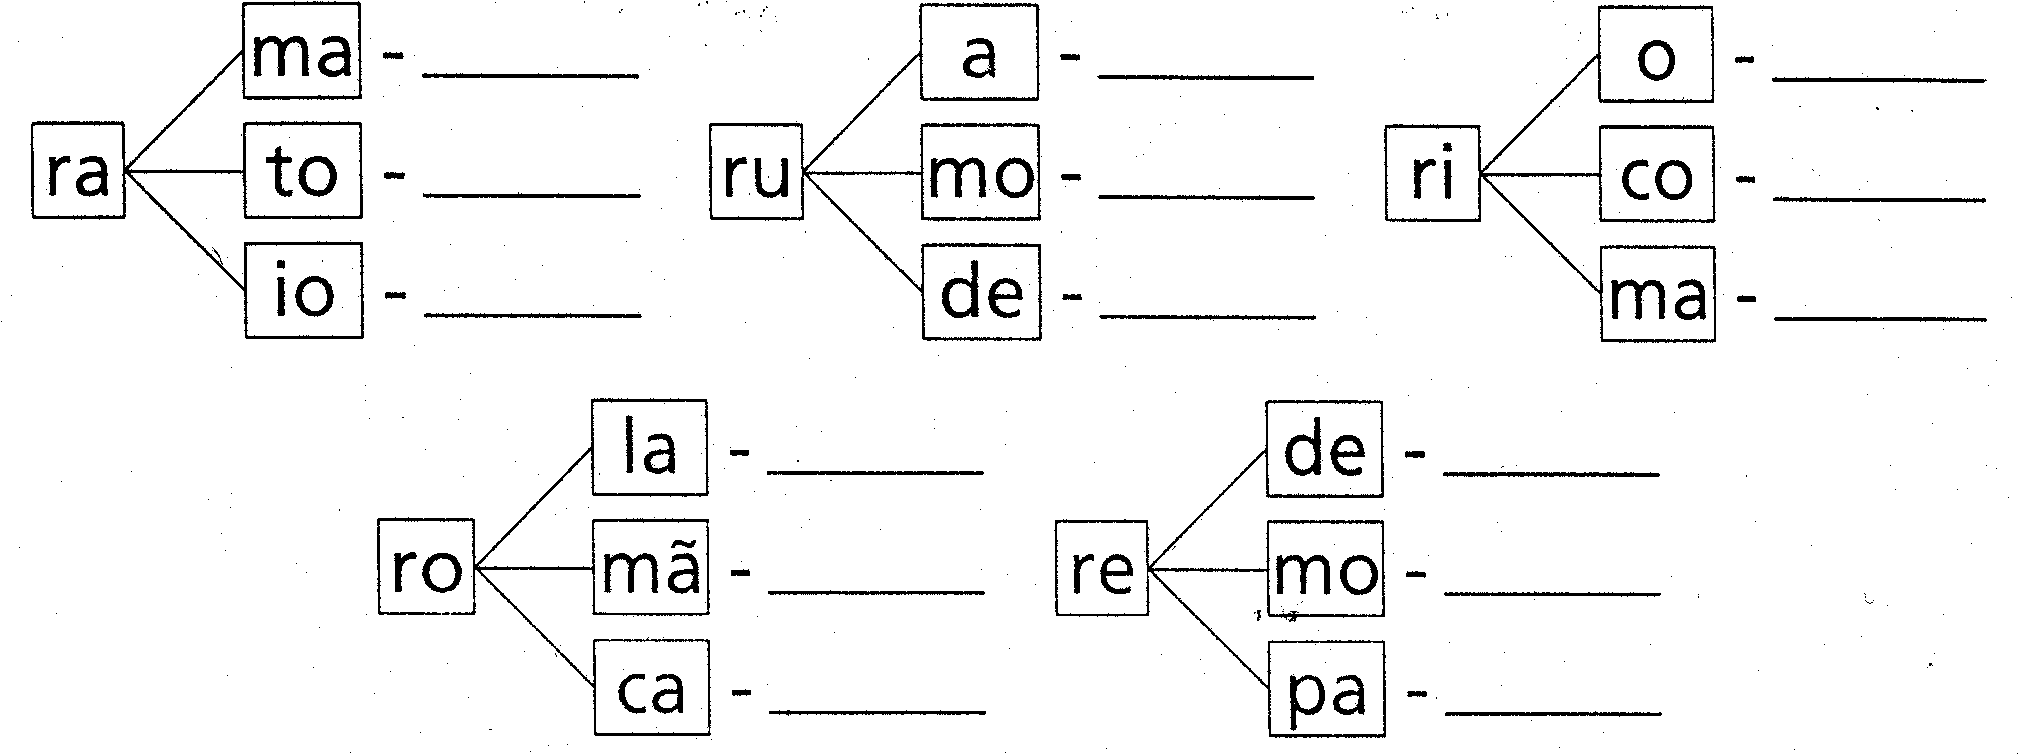 ma - a - o -
ra to - ru mo - ri co -
io - de - ma -
la - de -
ro mã - re mo -
ca - pa -